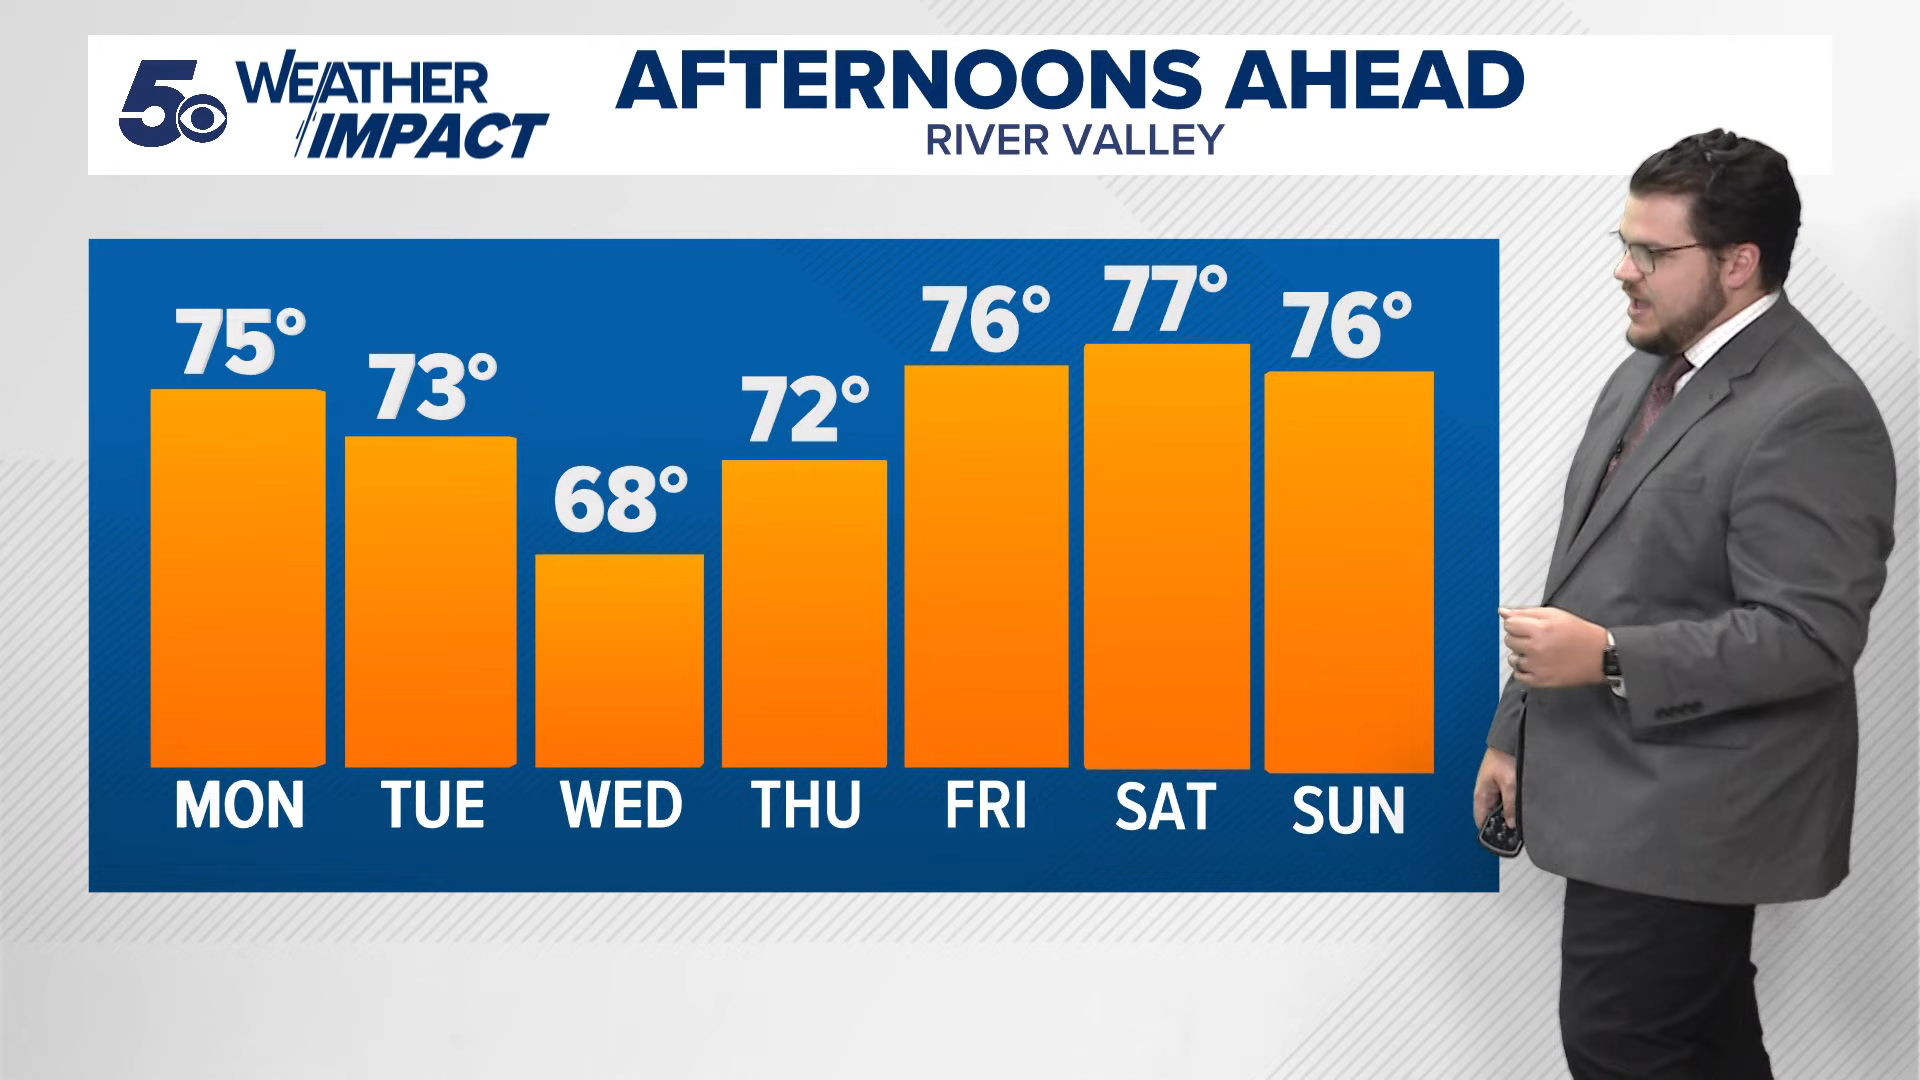 5
WEATHER
IMPACT
AFTERNOONS AHEAD
RIVER VALLEY
75° 73° 68° 72° 76° 77° 76°
MON TUE WED THU FRI SAT SUN